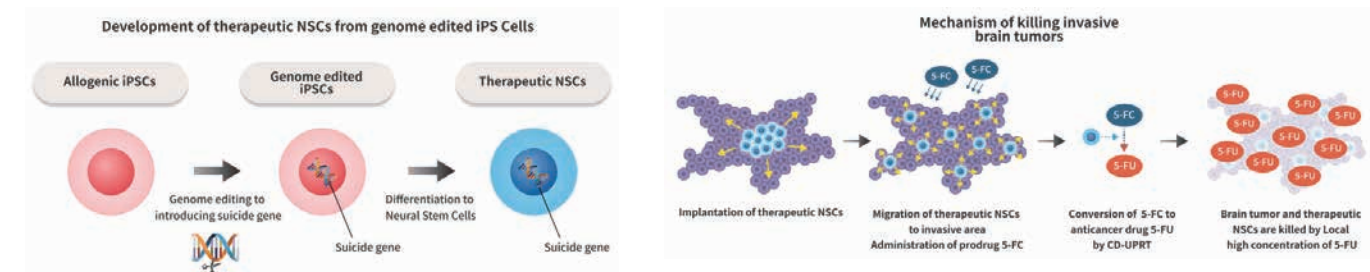 Development of therapeutic NSCs from genome edited iPS Cells
Allogenic iPSCs
Genome edited
iPSCs
Therapeutic NSCs
Genome editing to
introducing suicide gene
Suicide gene
Differentiation to
Neural Stem Cells
Suicide gene
Mechanism of killing invasive
brain tumors
5-FC
5-FC
Implantation of therapeutic NSCs
Migration of therapeutic NSCs
to invasive area
Administration of prodrug 5-FC
5-FC
5-FU
Conversion of 5-FC to
anticancer drug 5-FU
by CD-UPRT
5-FU
5-FU
5-FU
5-FU
5-FU
5-FU
5-FU
5-FU
5-FU
5-FU
Brain tumor and therapeutic
NSCs are killed by Local
high concentration of 5-FU